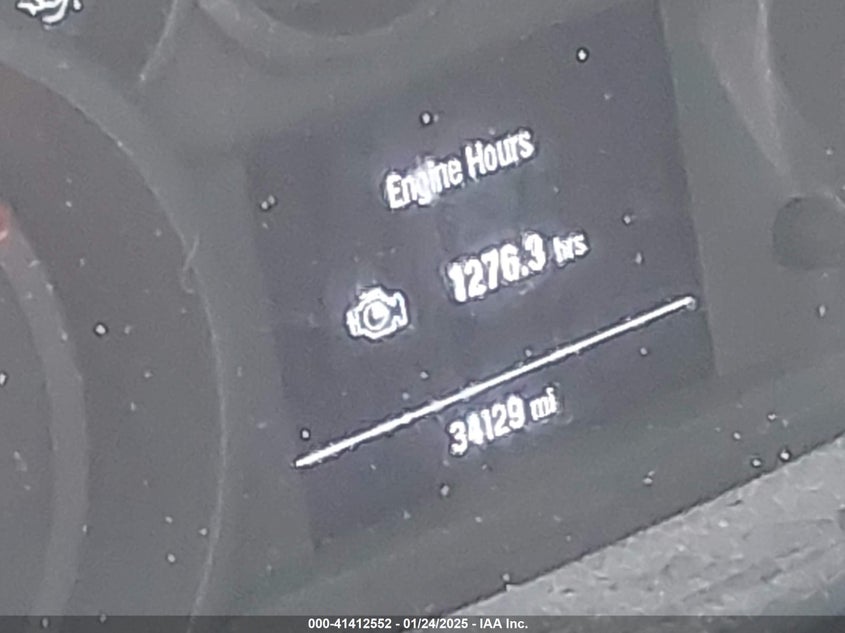 Engine Hours
1276.3 hrs
34129 mi
000-41412552 - 01/24/2025 - IAA Inc.